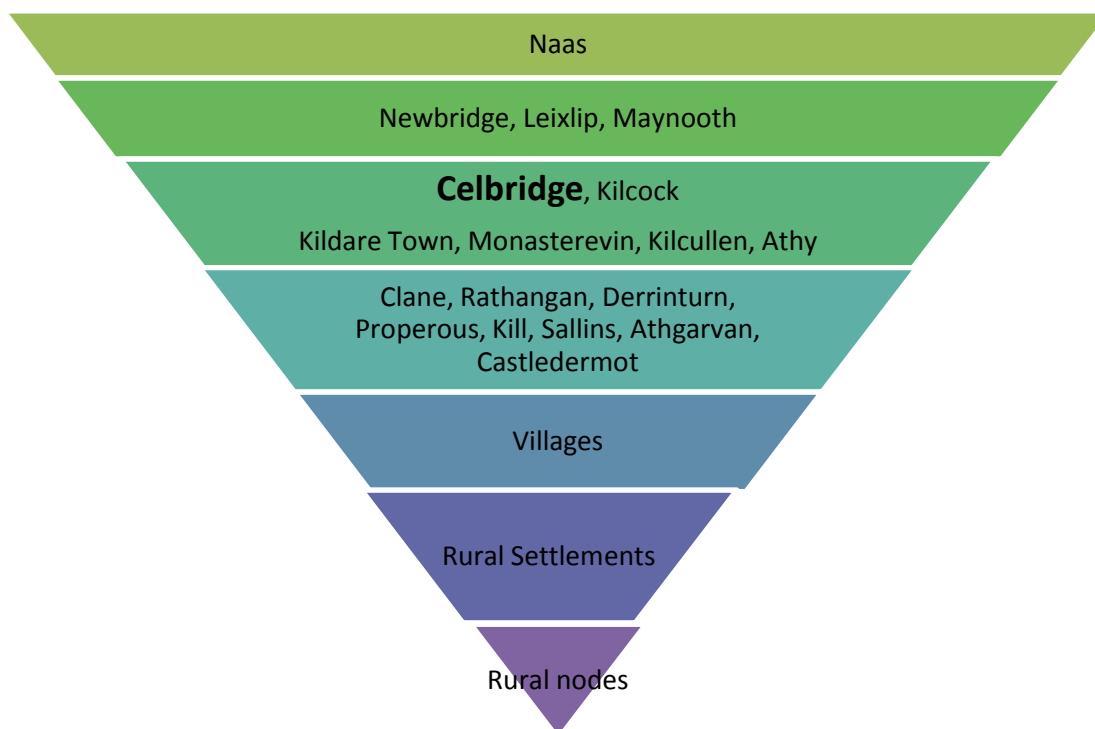 Naas
Newbridge, Leixlip, Maynooth
Celbridge, Kilcock
Kildare Town, Monasterevin, Kilcullen, Athy
Clane, Rathangan, Derrinturn,
Properous, Kill, Sallins, Athgarvan,
Castledermot
Villages
Rural Settlements
Rural nodes